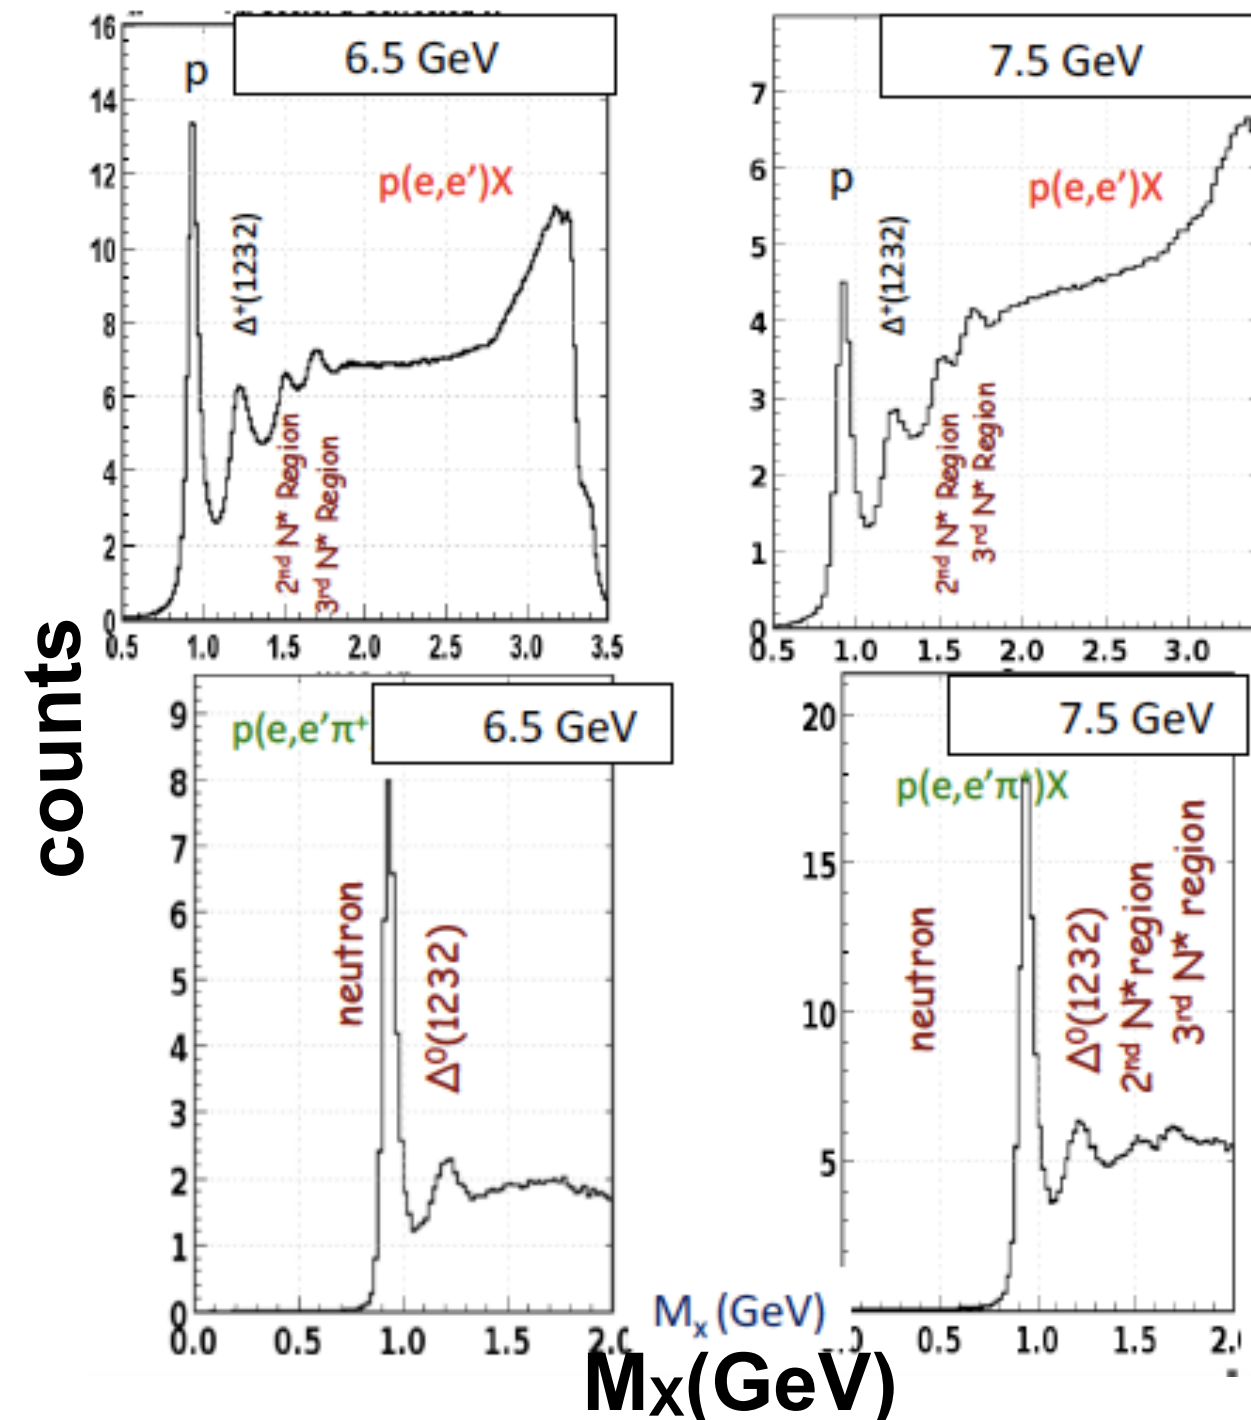 6.5 GeV
p
p(e,e')X
Δ⁺(1232)
2nd N* Region
3rd N* Region
16
14
12
10
8
6
4
2
0
0.5 1.0 1.5 2.0 2.5 3.0 3.5
7.5 GeV
p
p(e,e')X
Δ⁺(1232)
2nd N* Region
3rd N* Region
7
6
5
4
3
2
1
0
0.5 1.0 1.5 2.0 2.5 3.0
counts
6.5 GeV
p(e,e'π⁺
neutron
Δ⁰(1232)
9
8
7
6
5
4
3
2
1
0
0.0 0.5 1.0 1.5 2.0
7.5 GeV
p(e,e'π⁺)X
neutron
Δ⁰(1232)
2nd N* region
3rd N* region
20
15
10
5
0.5 1.0 1.5 2.
Mx (GeV)
MX(GeV)